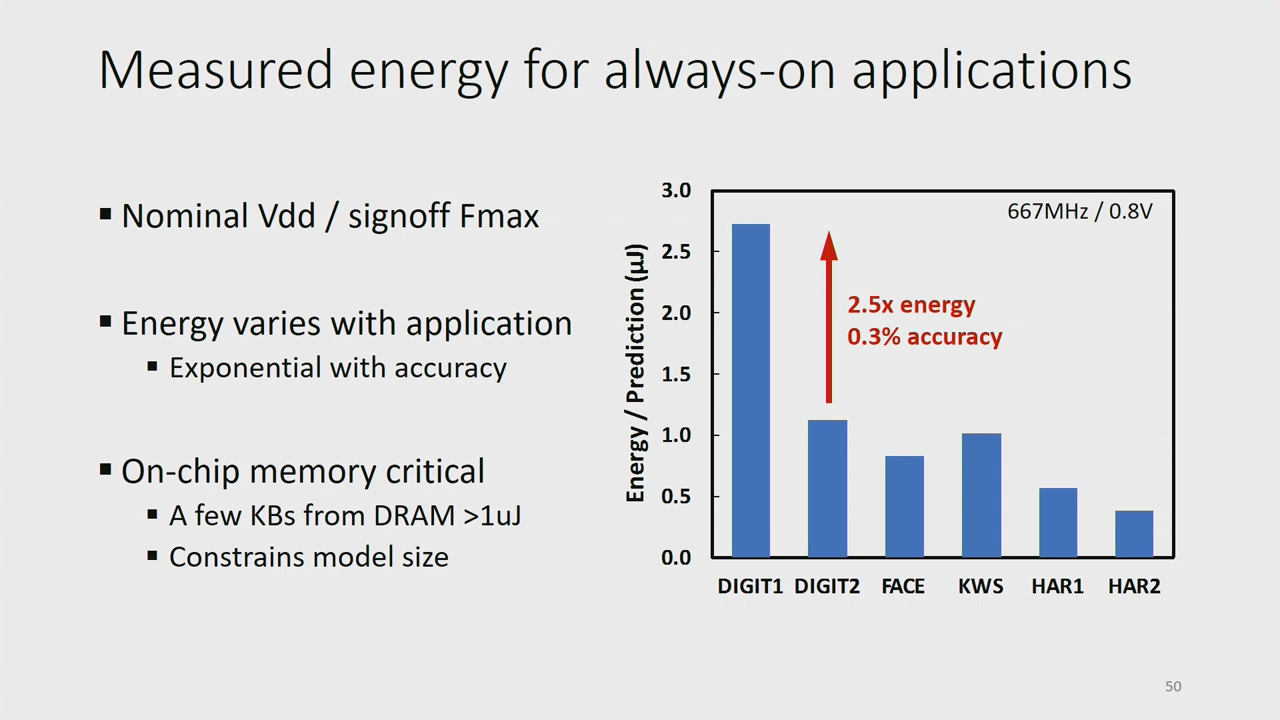 Measured energy for always-on applications
▪ Nominal Vdd / signoff Fmax
▪ Energy varies with application
▪ Exponential with accuracy
▪ On-chip memory critical
▪ A few KBs from DRAM >1uJ
▪ Constrains model size
Energy / Prediction (µJ)
3.0
2.5
2.0
1.5
1.0
0.5
0.0
667MHz / 0.8V
2.5x energy
0.3% accuracy
DIGIT1 DIGIT2 FACE KWS HAR1 HAR2
50